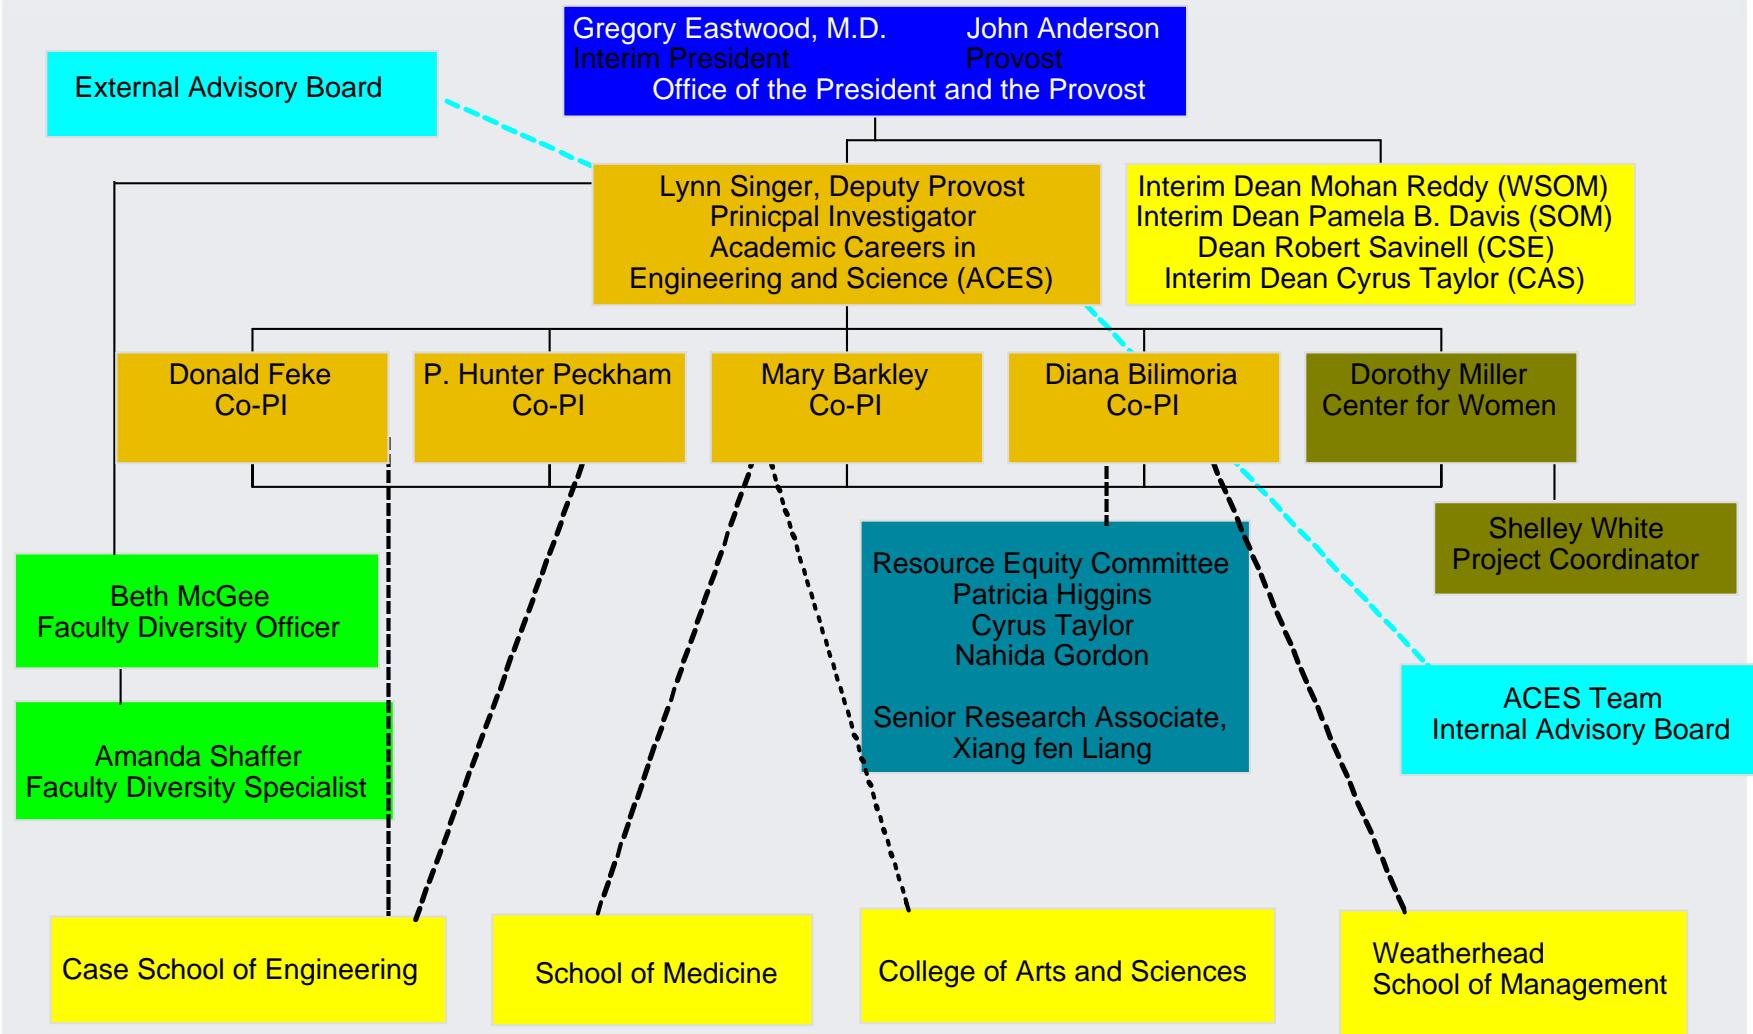 Gregory Eastwood, M.D. John Anderson
Interim President Provost
Office of the President and the Provost
External Advisory Board
Lynn Singer, Deputy Provost
Prinicpal Investigator
Academic Careers in
Engineering and Science (ACES)
Interim Dean Mohan Reddy (WSOM)
Interim Dean Pamela B. Davis (SOM)
Dean Robert Savinell (CSE)
Interim Dean Cyrus Taylor (CAS)
Donald Feke
Co-PI
P. Hunter Peckham
Co-PI
Mary Barkley
Co-PI
Diana Bilimoria
Co-PI
Dorothy Miller
Center for Women
Shelley White
Project Coordinator
Beth McGee
Faculty Diversity Officer
Resource Equity Committee
Patricia Higgins
Cyrus Taylor
Nahida Gordon
Senior Research Associate,
Xiang fen Liang
ACES Team
Internal Advisory Board
Amanda Shaffer
Faculty Diversity Specialist
Case School of Engineering
School of Medicine
College of Arts and Sciences
Weatherhead
School of Management